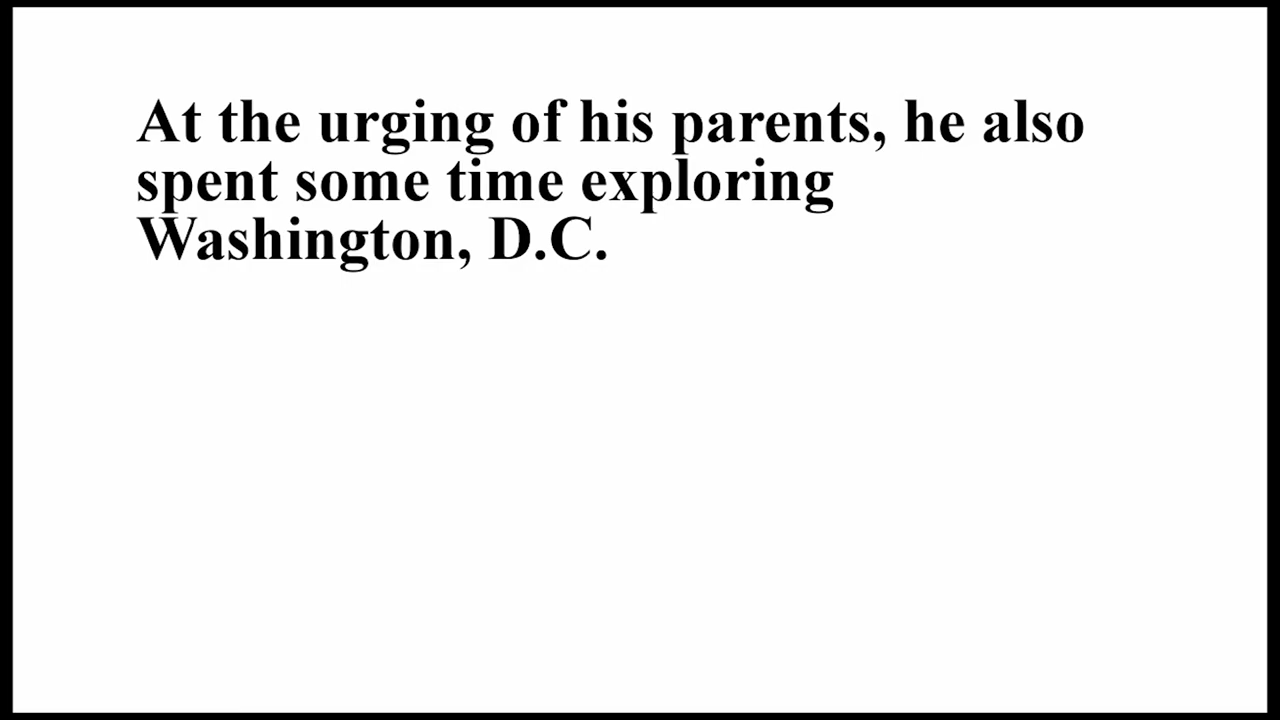 At the urging of his parents, he also
spent some time exploring
Washington, D.C.